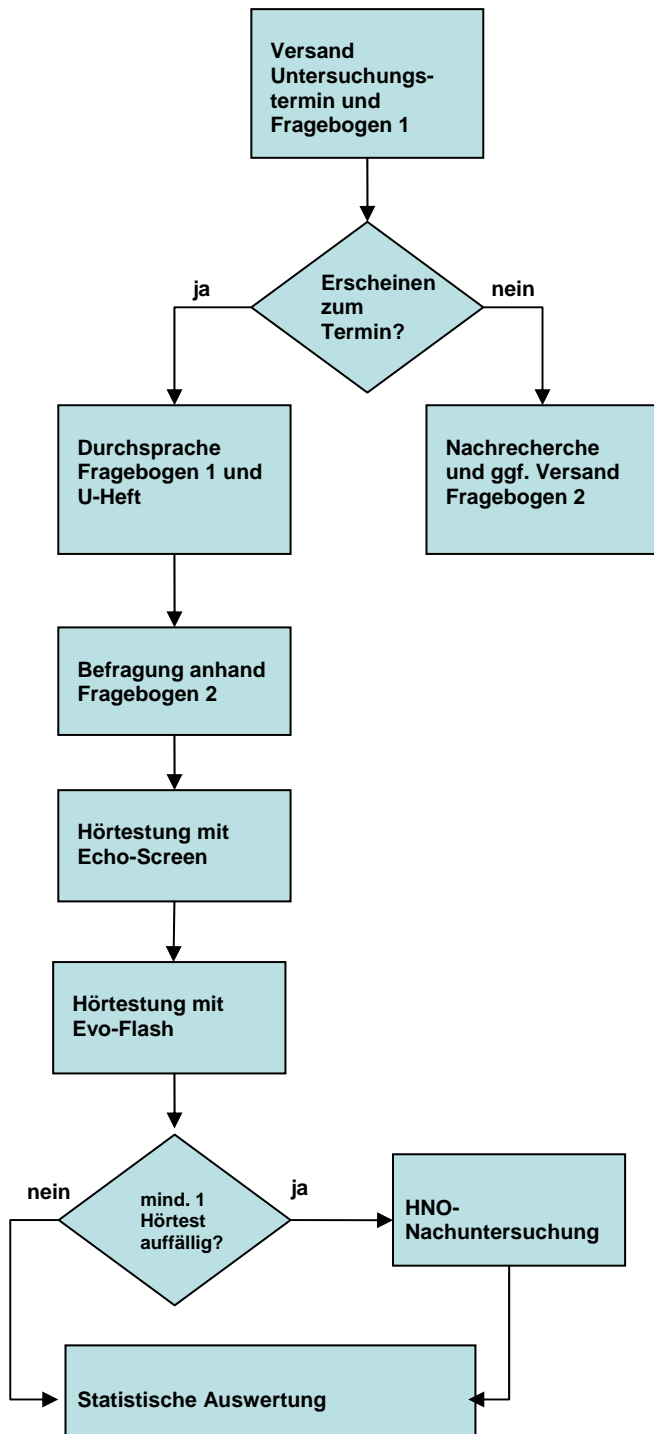 Versand
Untersuchungs-
termin und
Fragebogen 1
ja
Erscheinen
zum
Termin?
nein
Durchsprache
Fragebogen 1 und
U-Heft
Nachrecherche
und ggf. Versand
Fragebogen 2
Befragung anhand
Fragebogen 2
Hörtestung mit
Echo-Screen
Hörtestung mit
Evo-Flash
nein
mind. 1
Hörtest
auffällig?
ja
HNO-
Nachuntersuchung
Statistische Auswertung